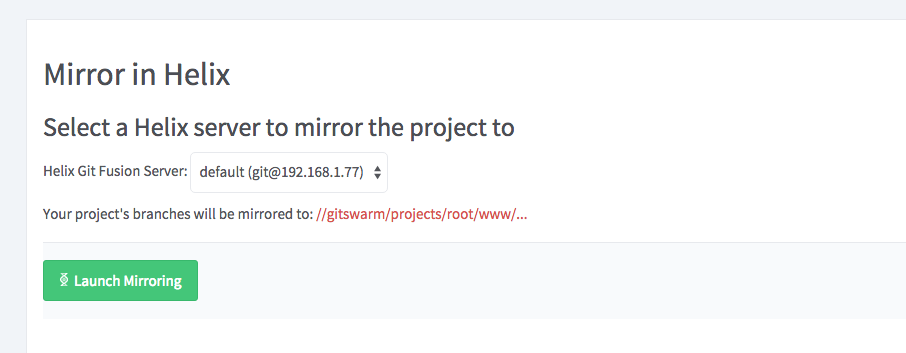 Mirror in Helix
Select a Helix server to mirror the project to
Helix Git Fusion Server: default (git@192.168.1.77)
Your project's branches will be mirrored to: //gitswarm/projects/root/www/...
Launch Mirroring